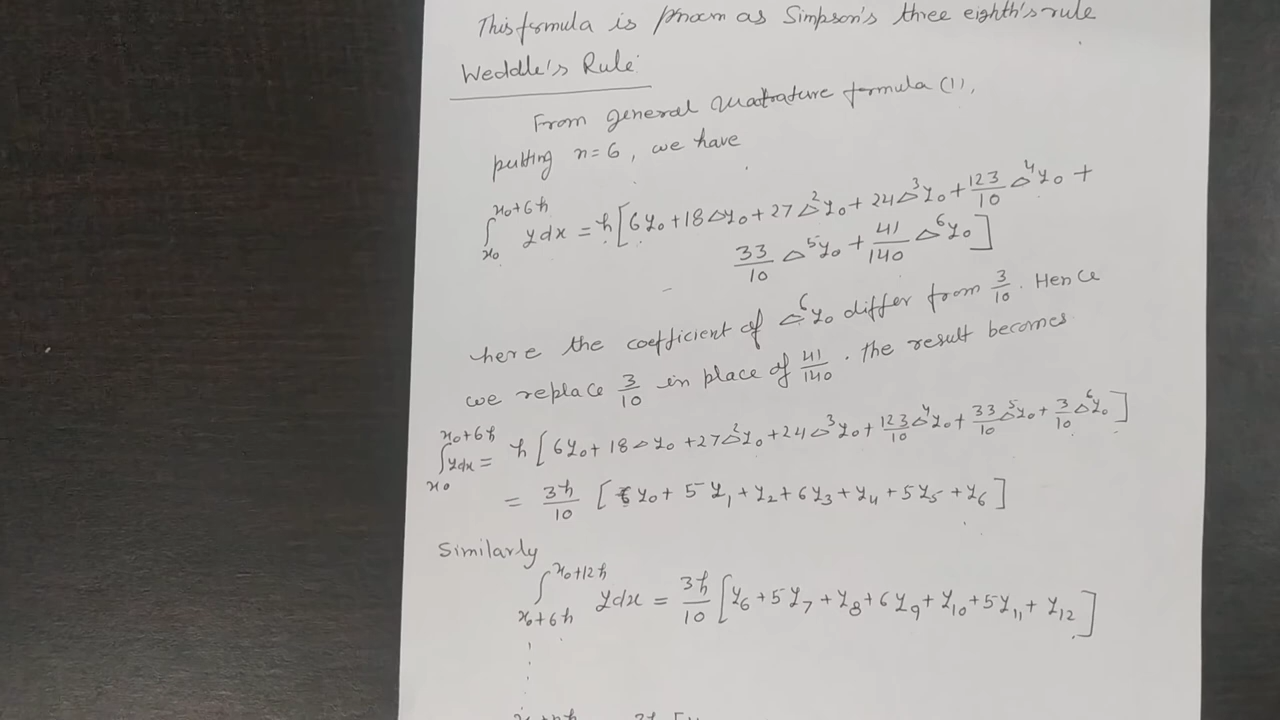 This formula is known as Simpson's three eighth's rule
Weddle's Rule:
From general Quadrature formula (1),
putting n=6, we have
∫_{x₀}^{x₀+6h} y dx = h [6y₀ + 18Δy₀ + 27Δ²y₀ + 24Δ³y₀ + 123/10 Δ⁴y₀ +
33/10 Δ⁵y₀ + 41/140 Δ⁶y₀]
here the coefficient of Δ⁶y₀ differ from 3/10. Hence
we replace 3/10 in place of 41/140. the result becomes
∫_{x₀}^{x₀+6h} y dx = h [6y₀ + 18Δy₀ + 27Δ²y₀ + 24Δ³y₀ + 123/10 Δ⁴y₀ + 33/10 Δ⁵y₀ + 3/10 Δ⁶y₀]
= 3h/10 [y₀ + 5y₁ + y₂ + 6y₃ + y₄ + 5y₅ + y₆]
Similarly
∫_{x₀+6h}^{x₀+12h} y dx = 3h/10 [y₆ + 5y₇ + y₈ + 6y₉ + y₁₀ + 5y₁₁ + y₁₂]